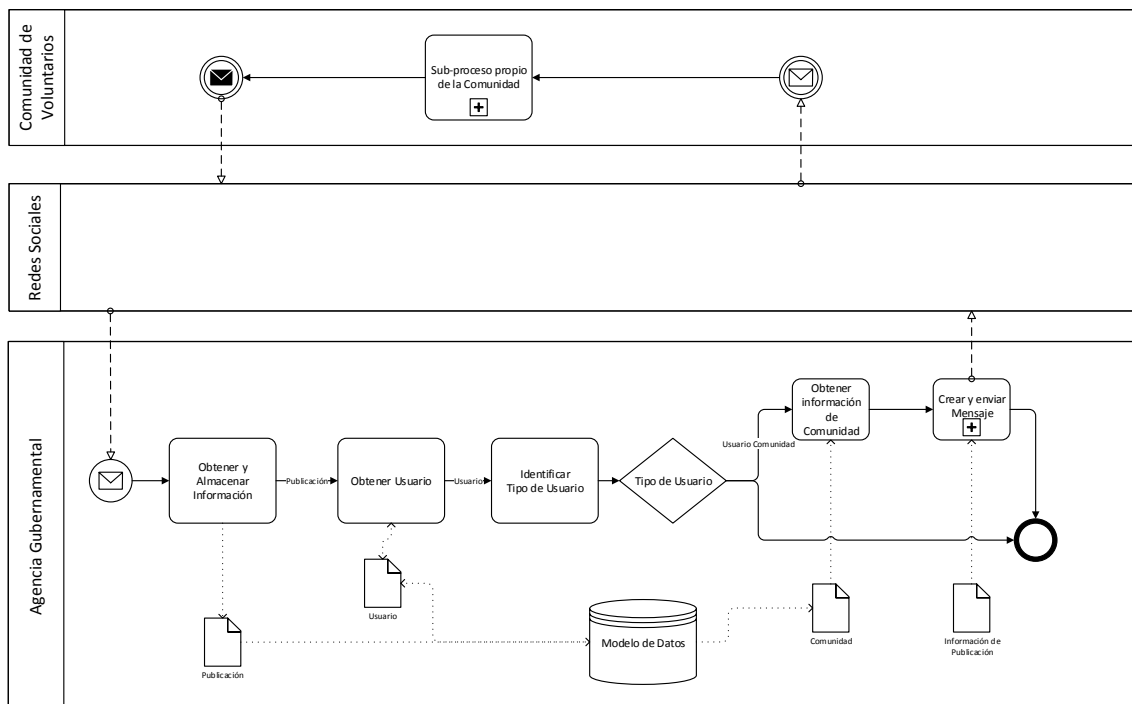 Comunidad de
Voluntarios
Sub-proceso propio
de la Comunidad
Redes Sociales
Agencia Gubernamental
Obtener y
Almacenar
Información
Publicación
Obtener Usuario
Usuario
Identificar
Tipo de Usuario
Tipo de Usuario
Usuario Comunidad
Obtener
información
de
Comunidad
Crear y enviar
Mensaje
Usuario
Publicación
Modelo de Datos
Comunidad
Información de
Publicación